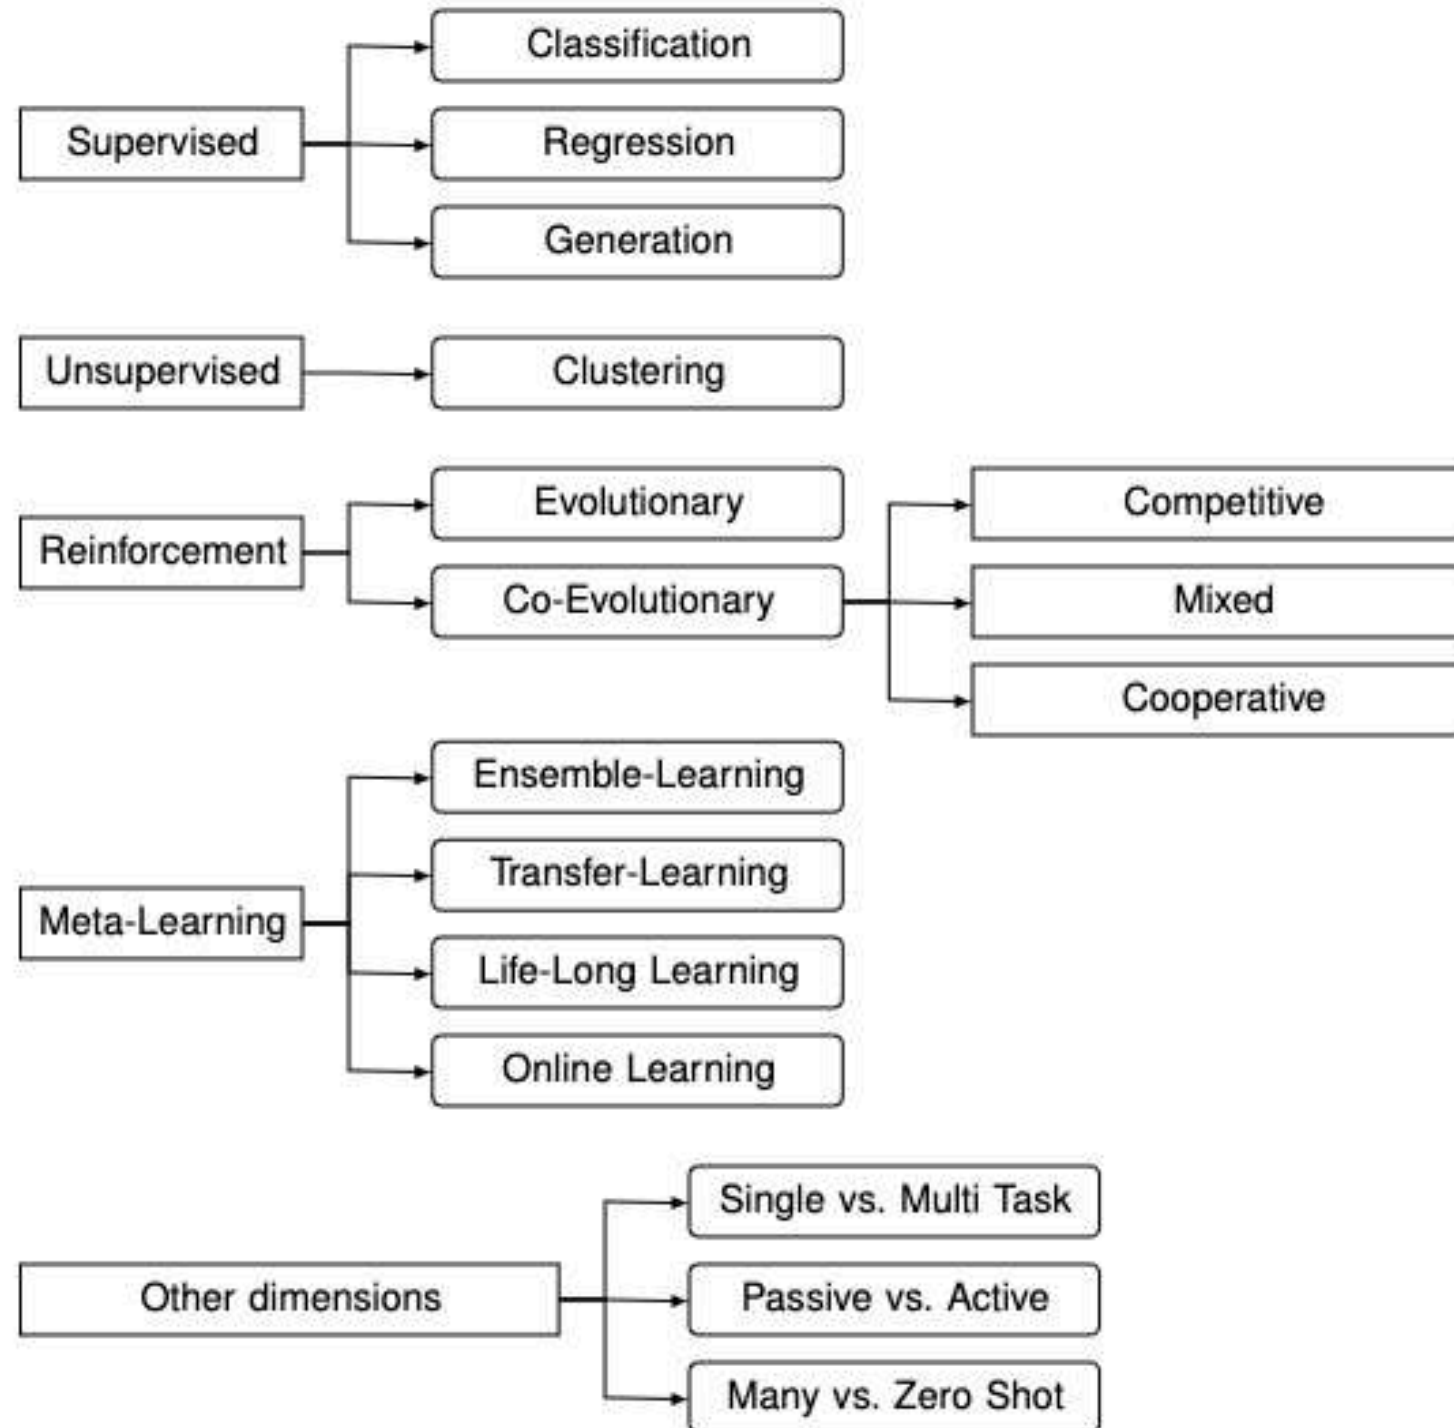 Supervised
Classification
Regression
Generation
Unsupervised
Clustering
Reinforcement
Evolutionary
Co-Evolutionary
Competitive
Mixed
Cooperative
Meta-Learning
Ensemble-Learning
Transfer-Learning
Life-Long Learning
Online Learning
Other dimensions
Single vs. Multi Task
Passive vs. Active
Many vs. Zero Shot